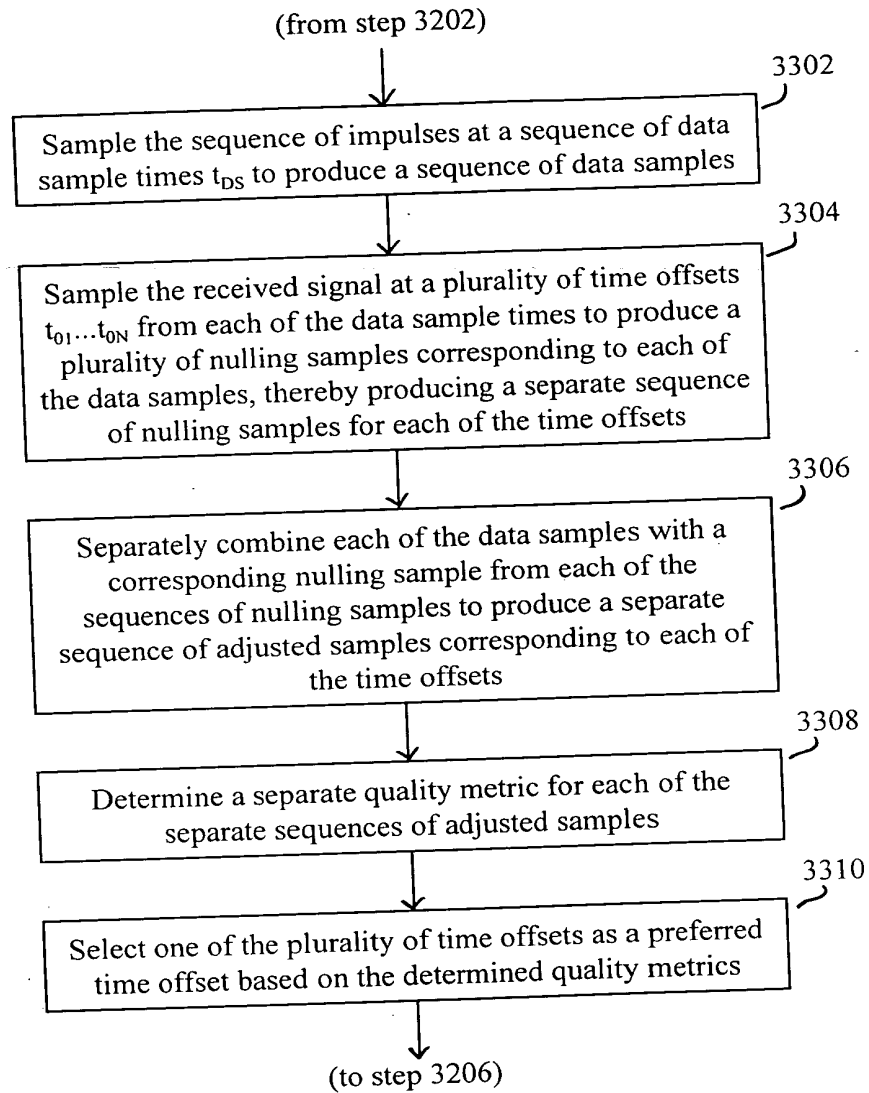 (from step 3202)
3302
Sample the sequence of impulses at a sequence of data
sample times t_DS to produce a sequence of data samples
3304
Sample the received signal at a plurality of time offsets
t_01...t_0N from each of the data sample times to produce a
plurality of nulling samples corresponding to each of
the data samples, thereby producing a separate sequence
of nulling samples for each of the time offsets
3306
Separately combine each of the data samples with a
corresponding nulling sample from each of the
sequences of nulling samples to produce a separate
sequence of adjusted samples corresponding to each of
the time offsets
3308
Determine a separate quality metric for each of the
separate sequences of adjusted samples
3310
Select one of the plurality of time offsets as a preferred
time offset based on the determined quality metrics
(to step 3206)